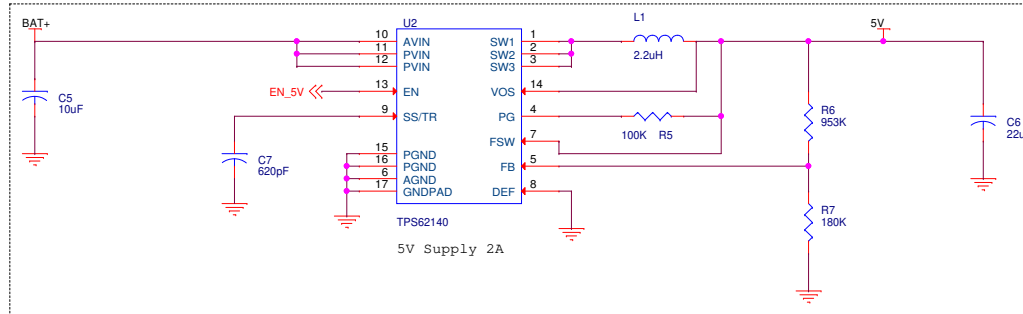 BAT+
U2
L1
5V
10 AVIN SW1 1
11 PVIN SW2 2
12 PVIN SW3 3
2.2uH
EN_5V 13 EN VOS 14
C5
10uF
9 SS/TR PG 4
R6
953K
C6
100K R5
FSW 7
C7
620pF
15 PGND
16 PGND FB 5
6 AGND
17 GNDPAD DEF 8
R7
180K
TPS62140
5V Supply 2A